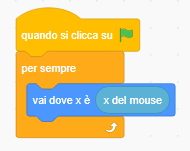 quando si clicca su
per sempre
vai dove x è x del mouse